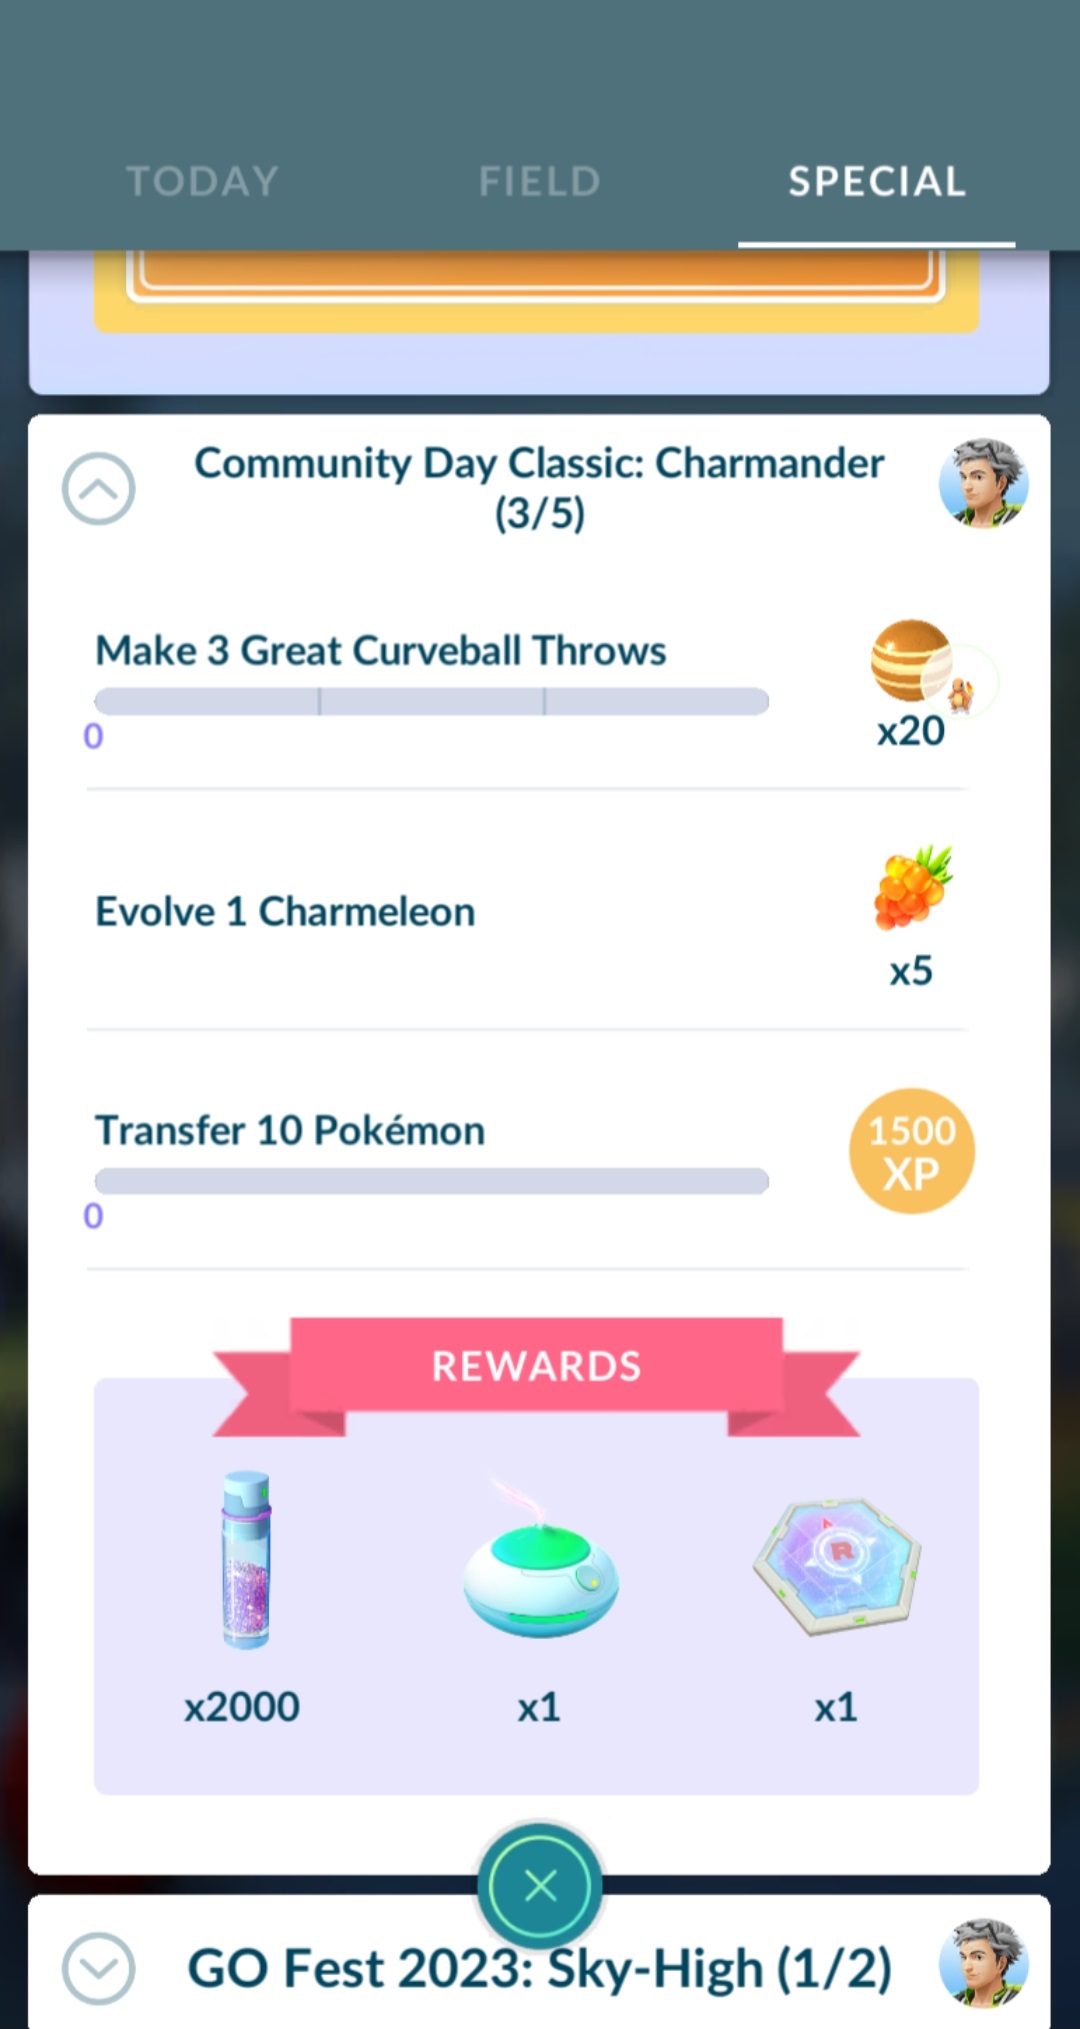 TODAY
FIELD
SPECIAL
Community Day Classic: Charmander
(3/5)
Make 3 Great Curveball Throws
0
x20
Evolve 1 Charmeleon
x5
Transfer 10 Pokémon
0
1500
XP
REWARDS
R
x2000
x1
x1
GO Fest 2023: Sky-High (1/2)